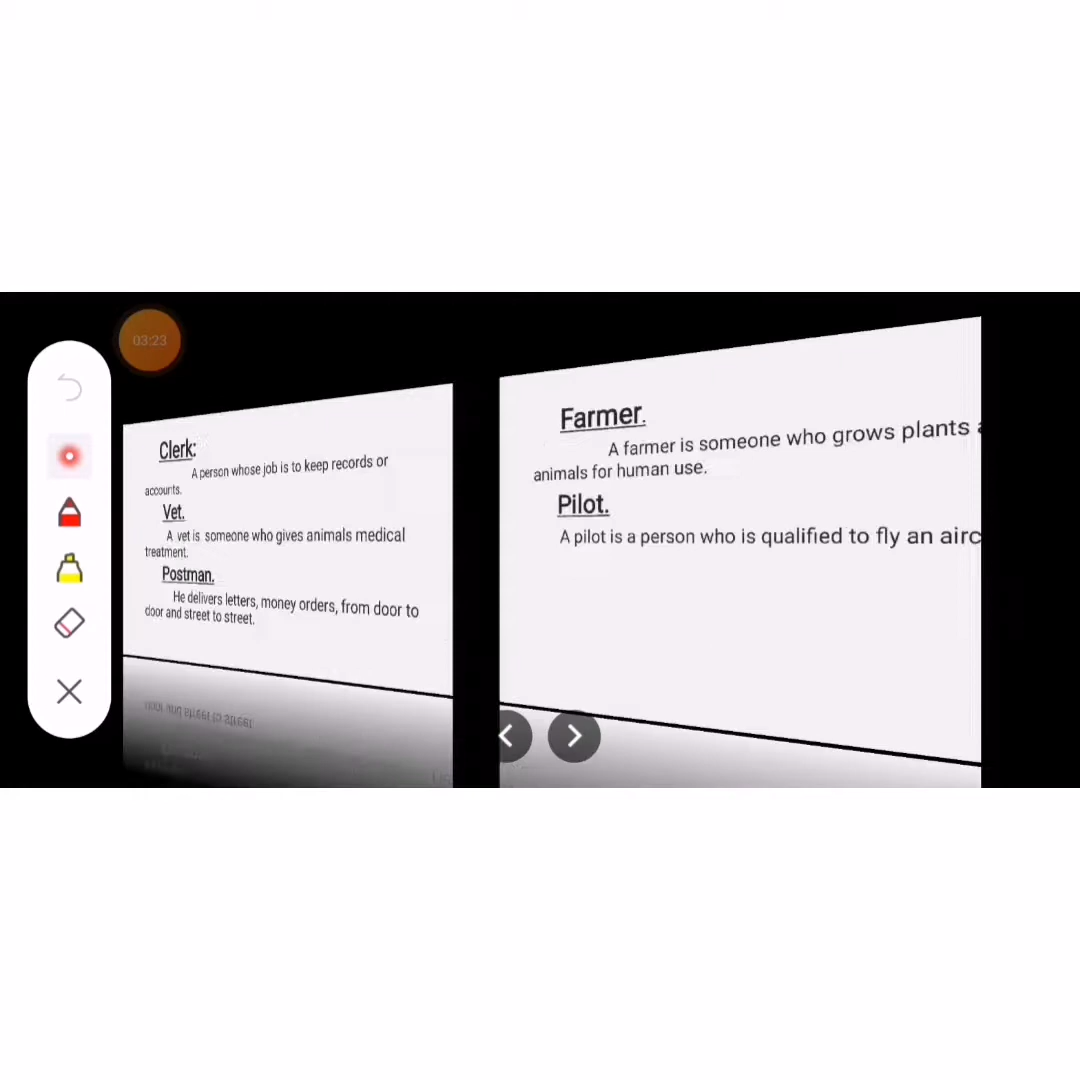 03:23
Clerk:
A person whose job is to keep records or
accounts.
Vet.
A vet is someone who gives animals medical
treatment.
Postman.
He delivers letters, money orders, from door to
door and street to street.
Farmer.
A farmer is someone who grows plants
animals for human use.
Pilot.
A pilot is a person who is qualified to fly an airc